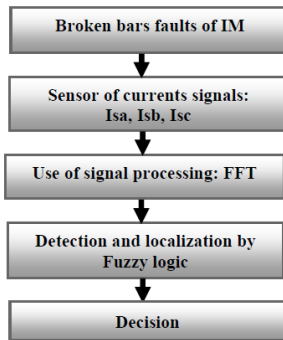 Broken bars faults of IM
Sensor of currents signals:
Isa, Isb, Isc
Use of signal processing: FFT
Detection and localization by
Fuzzy logic
Decision